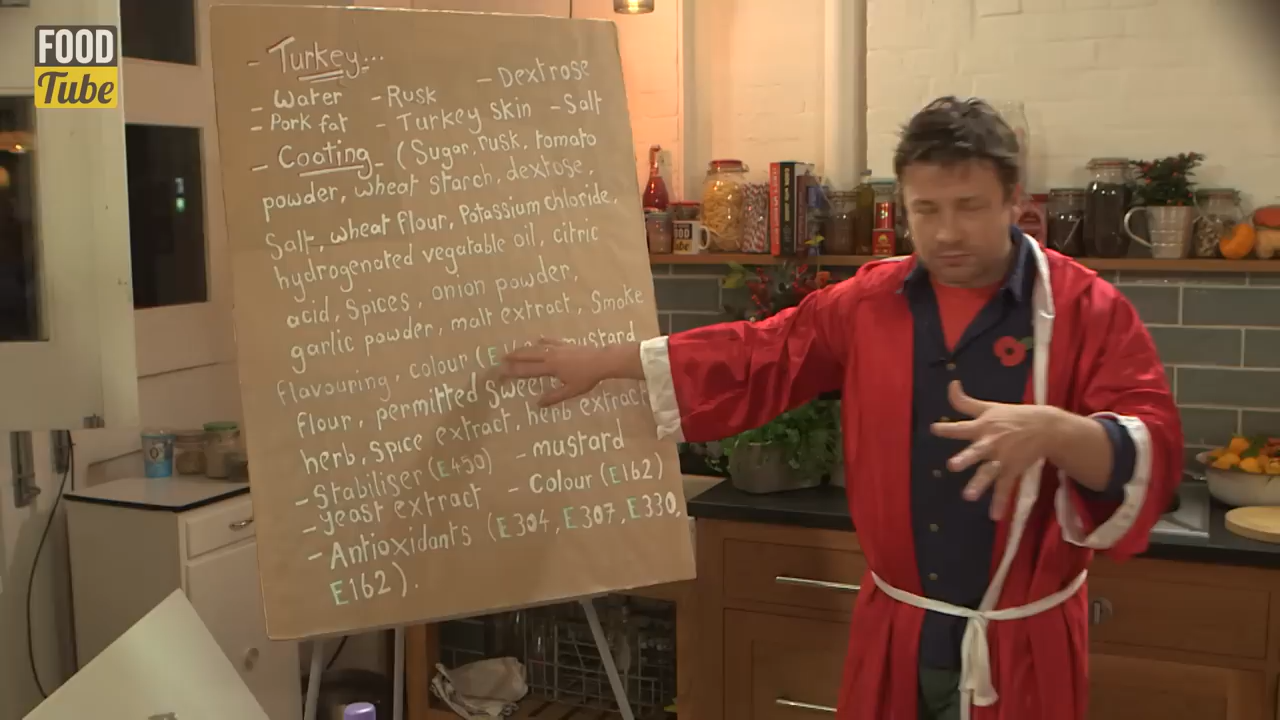 FOOD
Tube
- Turkey...
- Water - Rusk - Dextrose
- Pork fat - Turkey skin - Salt
- Cooting - (Sugar, rusk, tomato
powder, wheat starch, dextrose,
Salt, wheat flour, Potassium chloride,
hydrogenated vegatable oil, citric
acid, Spices, onion powder,
garlic powder, malt extract, Smoke
flavouring, colour (E mustard
flour, permitted
herb, spice extract, herb extract
- Stabiliser (E450) - mustard
- yeast extract - Colour (E162)
- Antioxidants (E304, E307, E330,
E162).